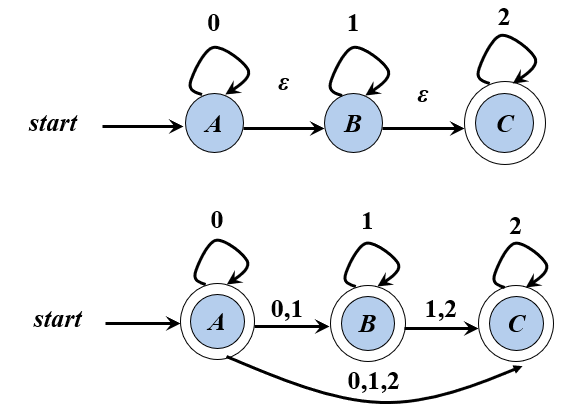 0 1 2
ε ε
start A B C
0 1 2
0,1 1,2
start A B C
0,1,2